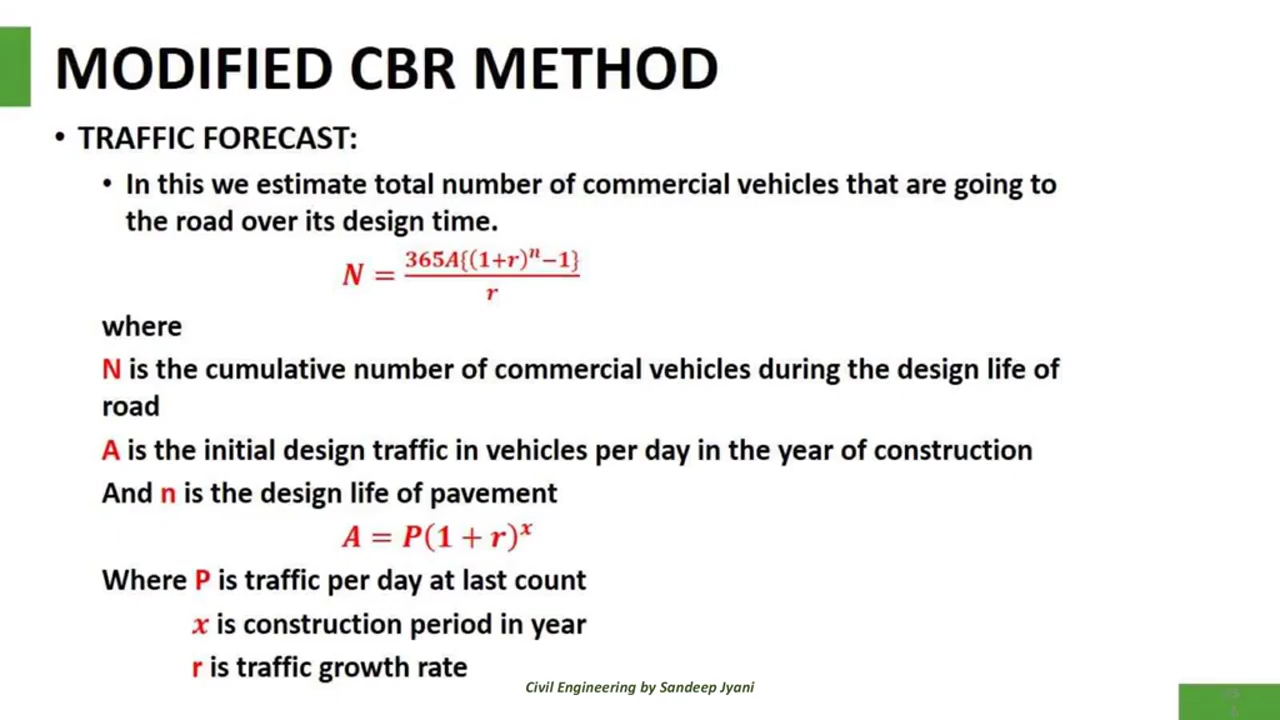 MODIFIED CBR METHOD
• TRAFFIC FORECAST:
• In this we estimate total number of commercial vehicles that are going to
the road over its design time.
N = 365A{(1+r)^n−1} / r
where
N is the cumulative number of commercial vehicles during the design life of
road
A is the initial design traffic in vehicles per day in the year of construction
And n is the design life of pavement
A = P(1 + r)^x
Where P is traffic per day at last count
x is construction period in year
r is traffic growth rate
Civil Engineering by Sandeep Jyani